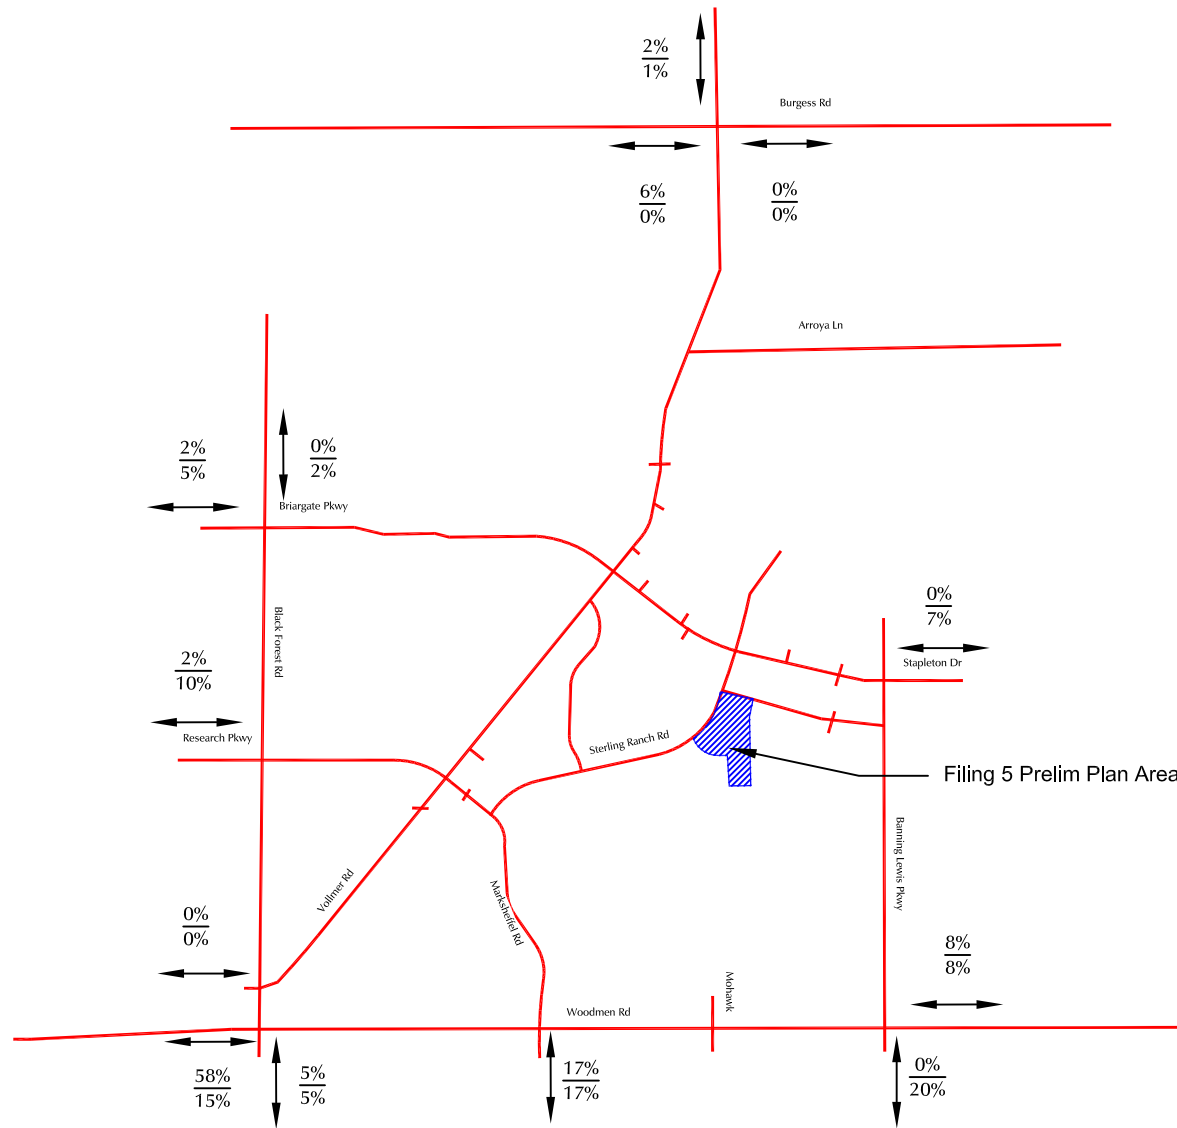 2%
1%
Burgess Rd
6%
0%
0%
0%
Arroya Ln
2%
5%
0%
2%
Briargate Pkwy
Black Forest Rd
0%
7%
Stapleton Dr
2%
10%
Research Pkwy
Sterling Ranch Rd
Filing 5 Prelim Plan Area
Banning Lewis Pkwy
Vollmer Rd
Marksheffel Rd
0%
0%
8%
8%
Mohawk
Woodmen Rd
58%
15%
5%
5%
17%
17%
0%
20%